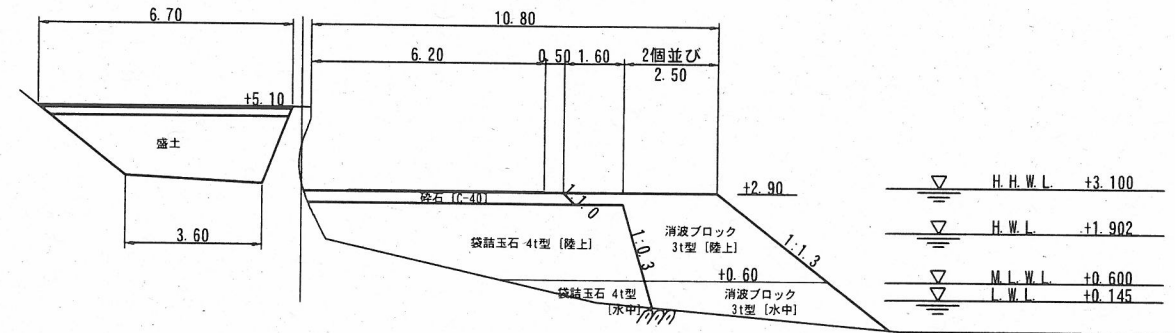 6.70
10.80
6.20
0.50
1.60
2個並び
2.50
+5.10
盛土
3.60
砕石 [C-40]
1:1.0
+2.90
袋詰玉石 4t型 [陸上]
1:0.3
消波ブロック
3t型 [陸上]
1:1.3
+0.60
袋詰玉石 4t型
[水中]
消波ブロック
3t型 [水中]
H.H.W.L. +3.100
H.W.L. +1.902
M.L.W.L. +0.600
L.W.L. +0.145